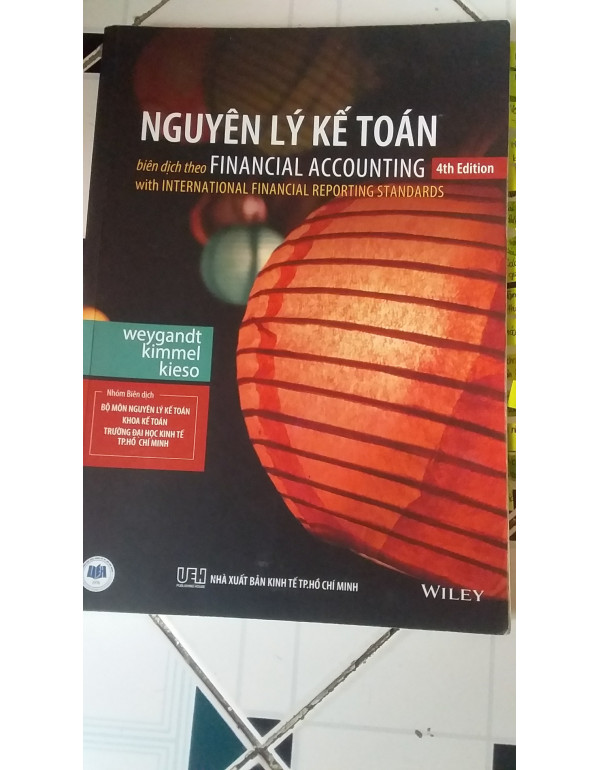 NGUYÊN LÝ KẾ TOÁN
biên dịch theo FINANCIAL ACCOUNTING 4th Edition
with INTERNATIONAL FINANCIAL REPORTING STANDARDS
weygandt
kimmel
kieso
Nhóm Biên dịch
BỘ MÔN NGUYÊN LÝ KẾ TOÁN
KHOA KẾ TOÁN
TRƯỜNG ĐẠI HỌC KINH TẾ
TP.HỒ CHÍ MINH
UEH NHÀ XUẤT BẢN KINH TẾ TP.HỒ CHÍ MINH
WILEY